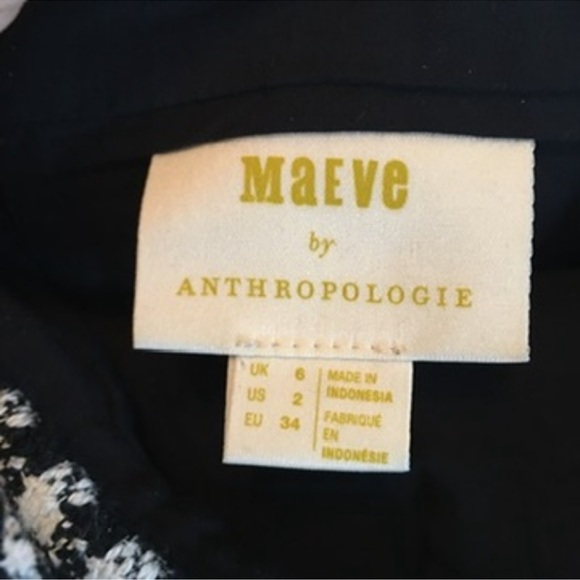 MaEve
by
ANTHROPOLOGIE
UK 6
US 2
EU 34
MADE IN
INDONESIA
FABRIQUÉ
EN
INDONÉSIE